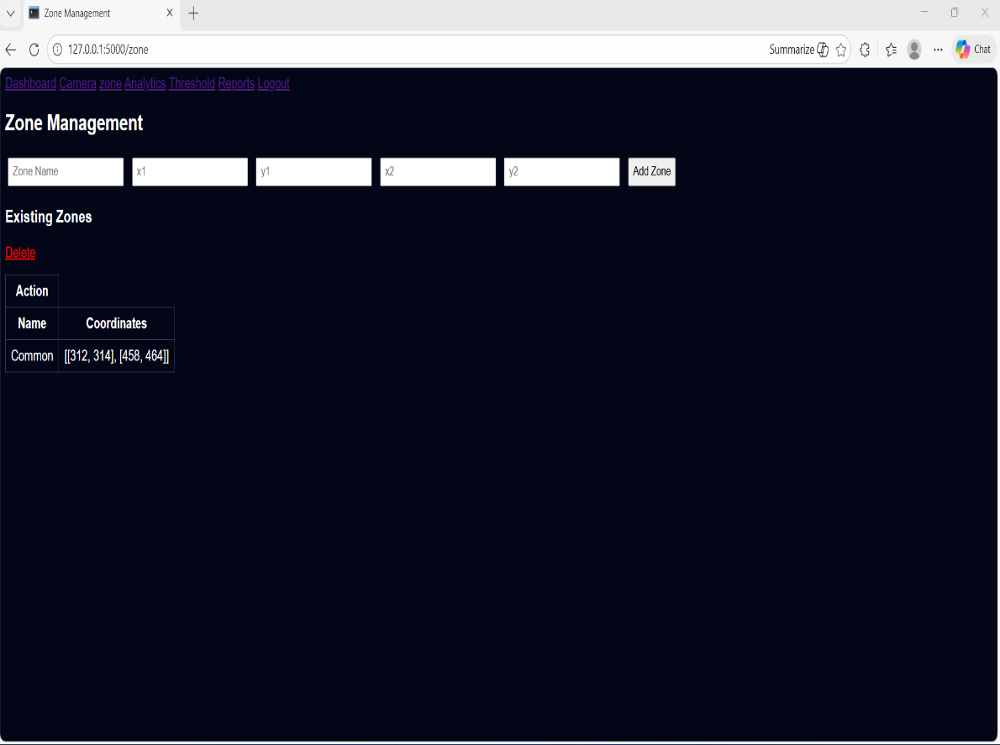 Zone Management
127.0.0.1:5000/zone Summarize Chat
Dashboard Camera zone Analytics Threshold Reports Logout
Zone Management
Zone Name x1 y1 x2 y2 Add Zone
Existing Zones
Delete
Action
Name Coordinates
Common [[312, 314], [458, 464]]